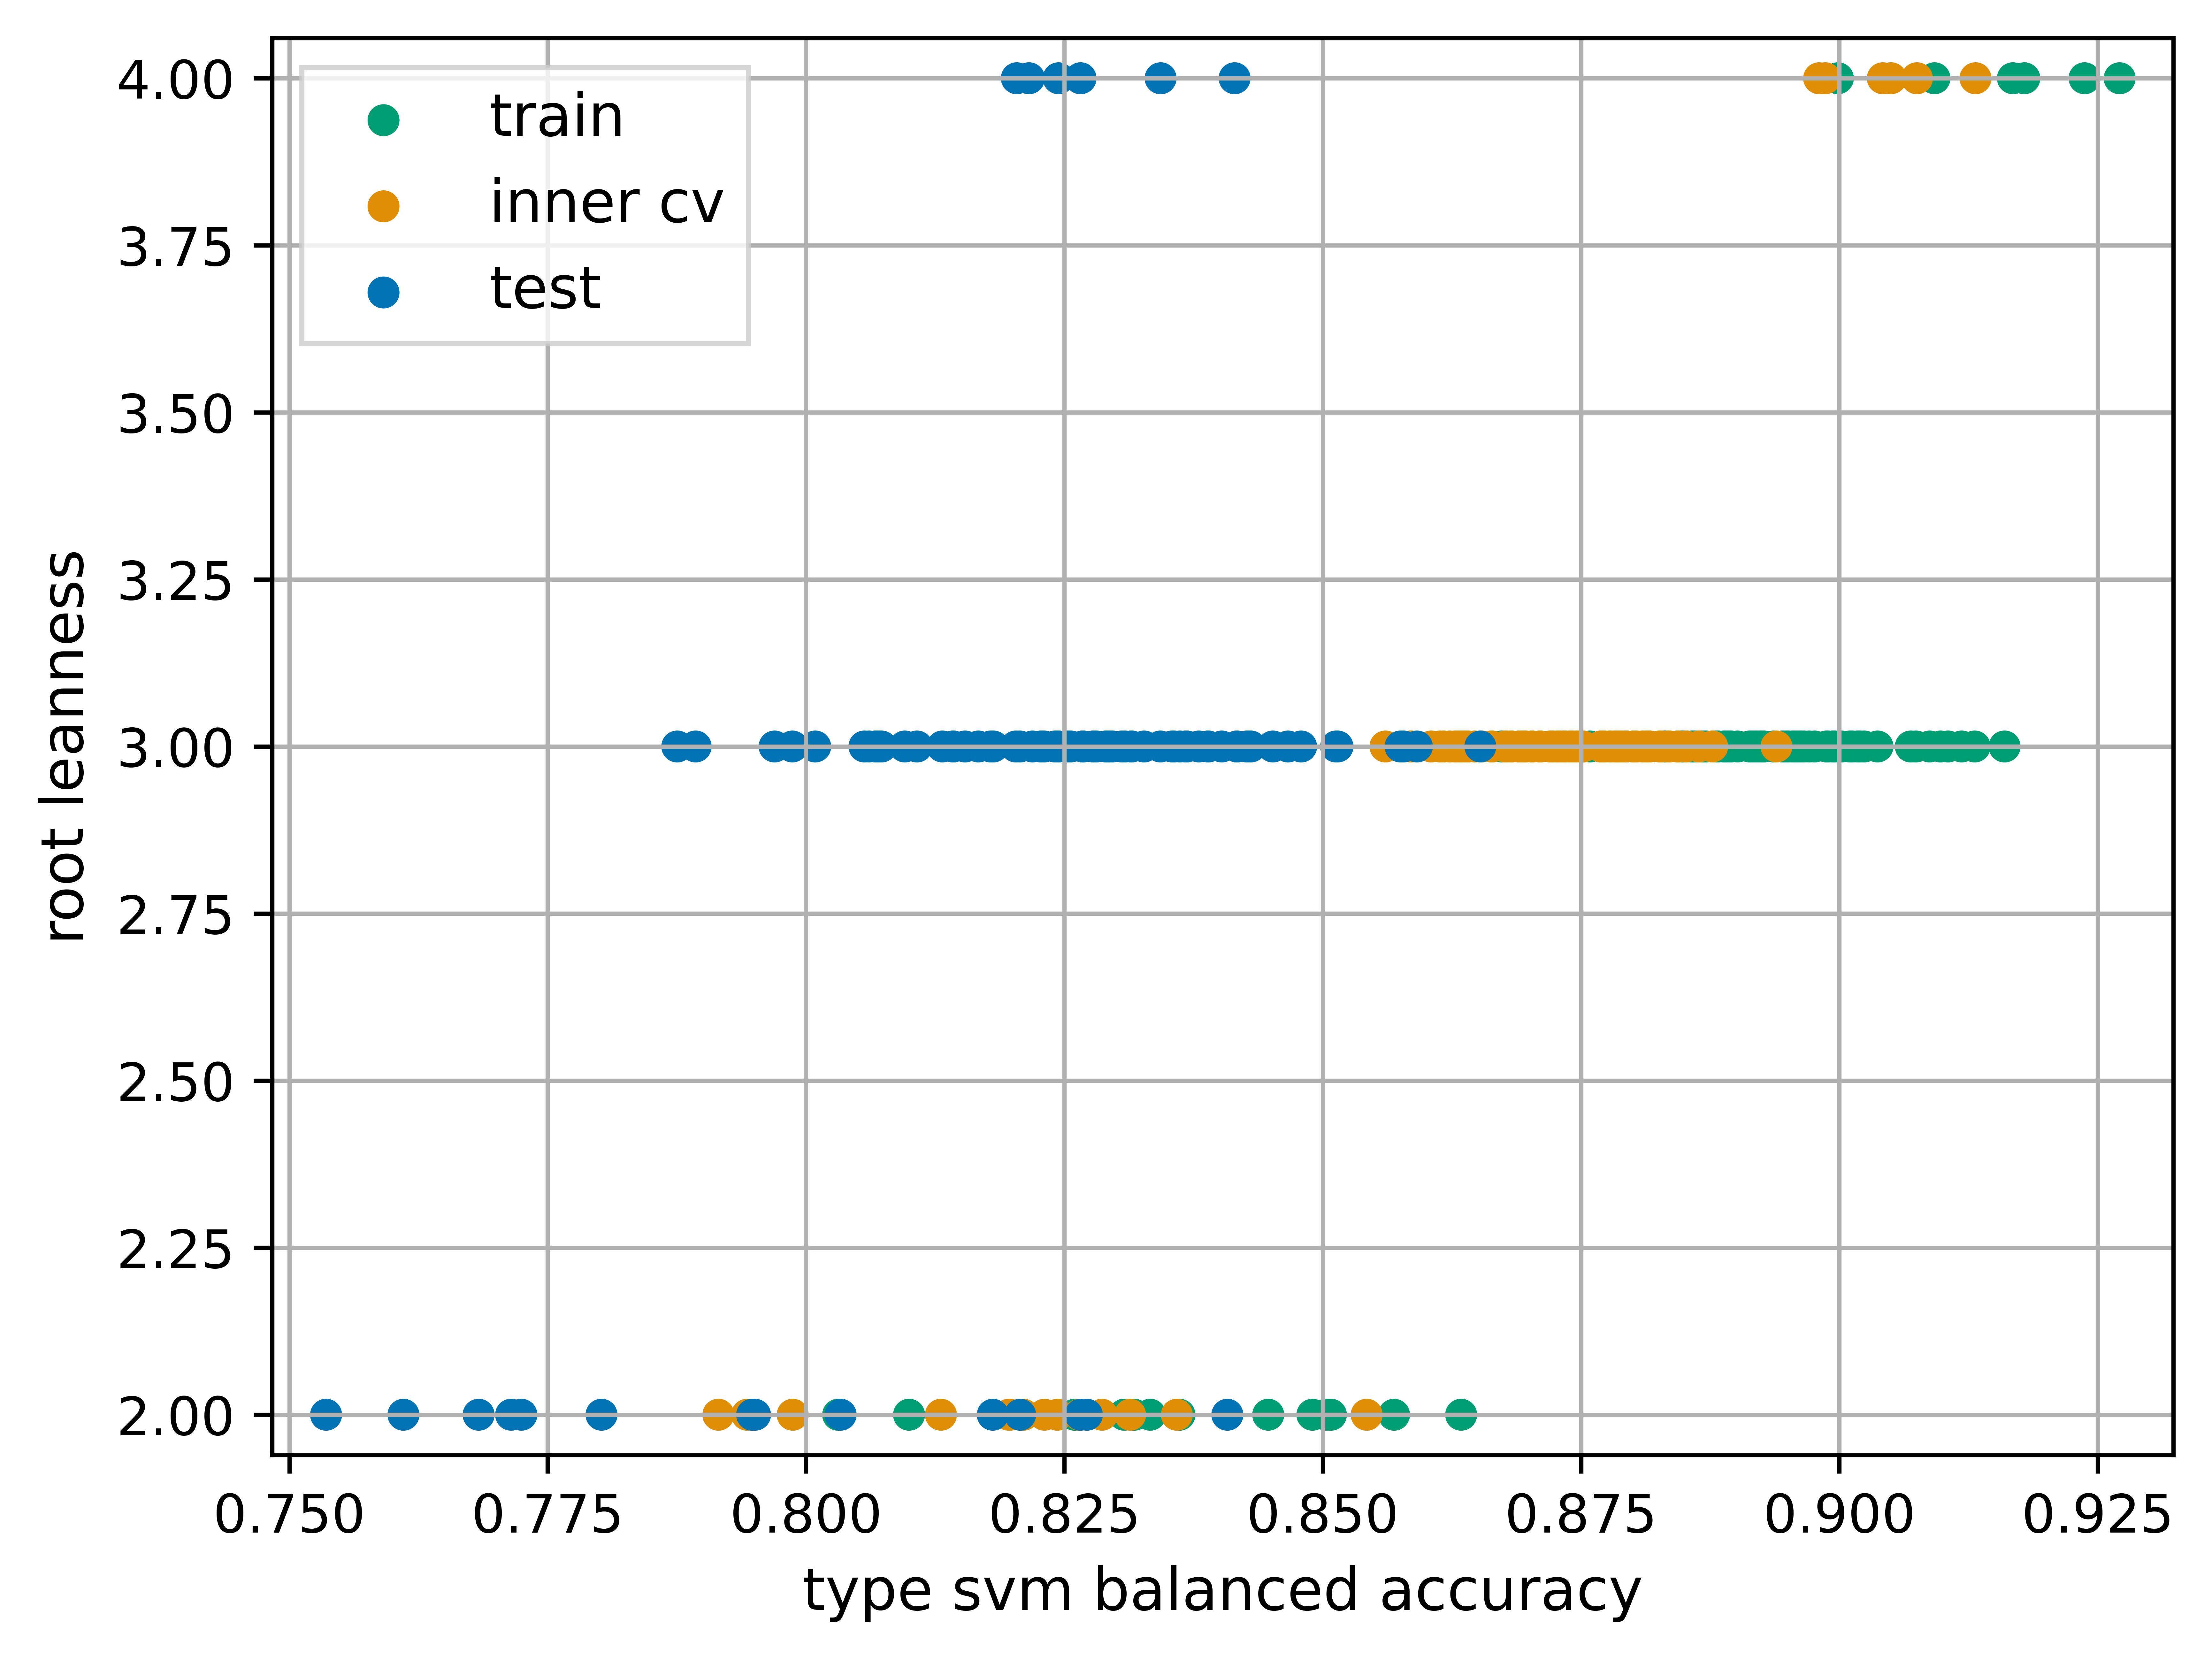 train
inner cv
test
4.00
3.75
3.50
3.25
3.00
2.75
2.50
2.25
2.00
root leanness
0.750 0.775 0.800 0.825 0.850 0.875 0.900 0.925
type svm balanced accuracy